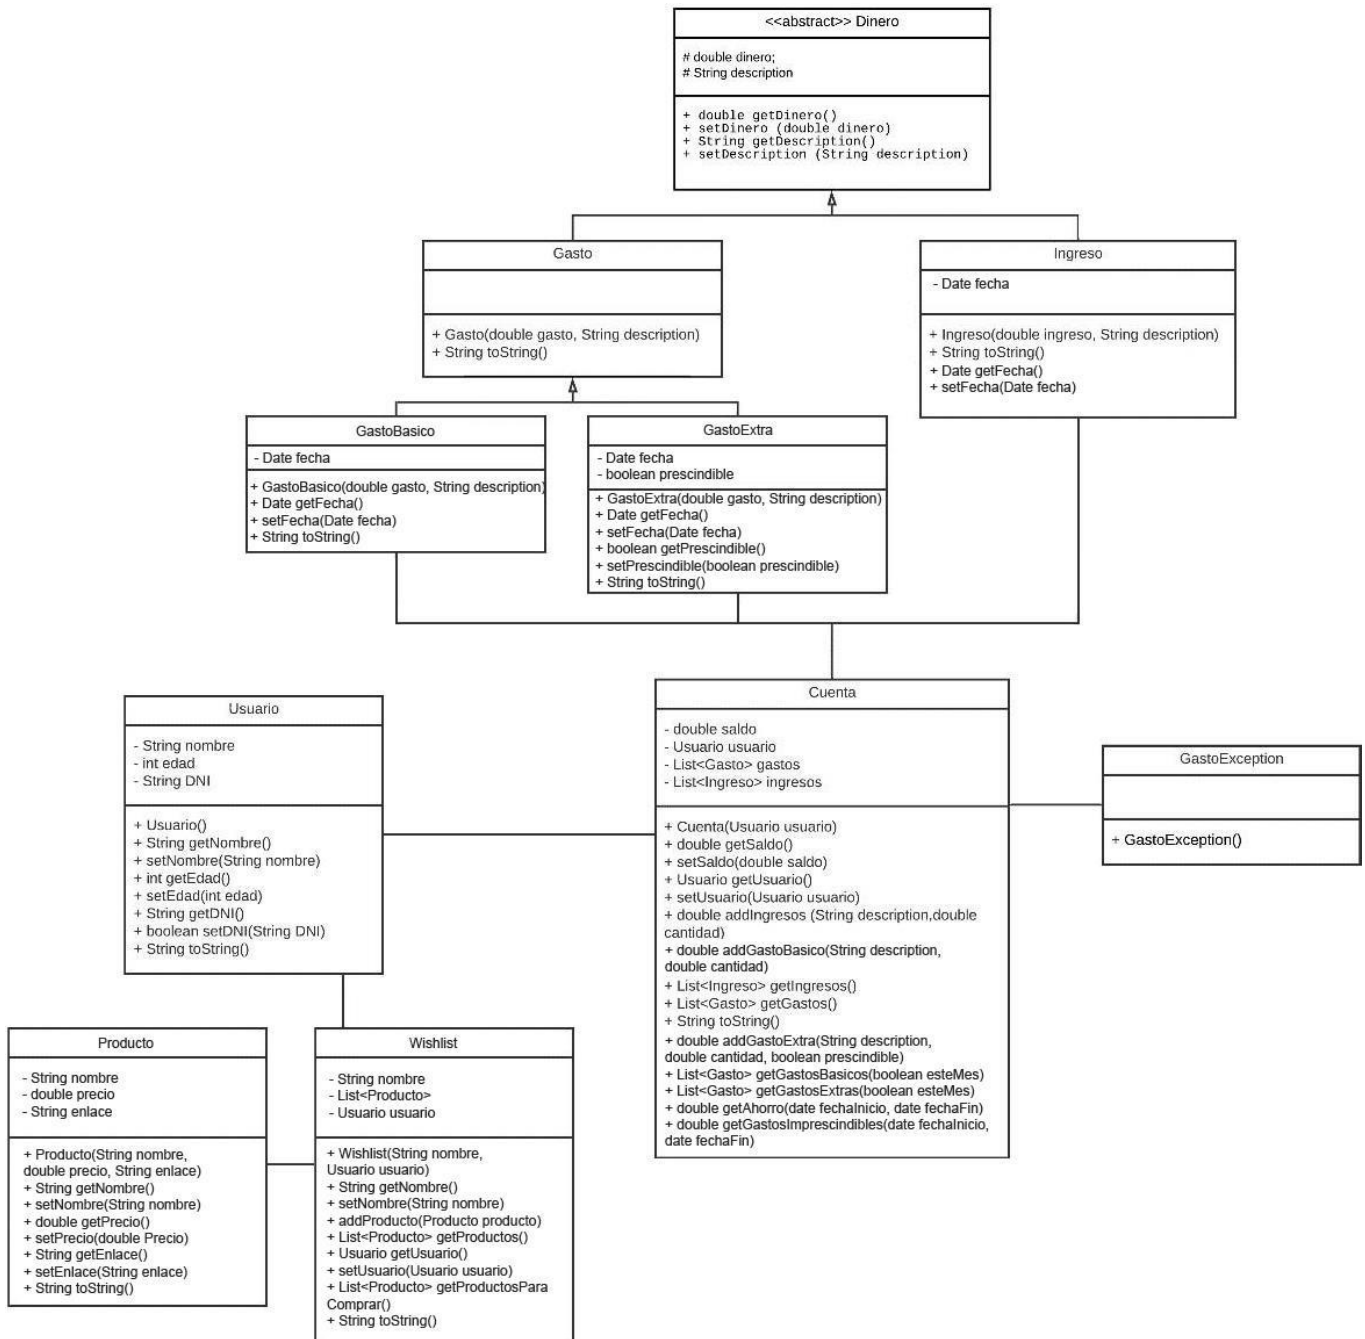 <<abstract>> Dinero
# double dinero;
# String description
+ double getDinero()
+ setDinero (double dinero)
+ String getDescription()
+ setDescription (String description)
Gasto
+ Gasto(double gasto, String description)
+ String toString()
Ingreso
- Date fecha
+ Ingreso(double ingreso, String description)
+ String toString()
+ Date getFecha()
+ setFecha(Date fecha)
GastoBasico
- Date fecha
+ GastoBasico(double gasto, String description)
+ Date getFecha()
+ setFecha(Date fecha)
+ String toString()
GastoExtra
- Date fecha
- boolean prescindible
+ GastoExtra(double gasto, String description)
+ Date getFecha()
+ setFecha(Date fecha)
+ boolean getPrescindible()
+ setPrescindible(boolean prescindible)
+ String toString()
Usuario
- String nombre
- int edad
- String DNI
+ Usuario()
+ String getNombre()
+ setNombre(String nombre)
+ int getEdad()
+ setEdad(int edad)
+ String getDNI()
+ boolean setDNI(String DNI)
+ String toString()
Cuenta
- double saldo
- Usuario usuario
- List<Gasto> gastos
- List<Ingreso> ingresos
+ Cuenta(Usuario usuario)
+ double getSaldo()
+ setSaldo(double saldo)
+ Usuario getUsuario()
+ setUsuario(Usuario usuario)
+ double addIngresos (String description,double
cantidad)
+ double addGastoBasico(String description,
double cantidad)
+ List<Ingreso> getIngresos()
+ List<Gasto> getGastos()
+ String toString()
+ double addGastoExtra(String description,
double cantidad, boolean prescindible)
+ List<Gasto> getGastosBasicos(boolean esteMes)
+ List<Gasto> getGastosExtras(boolean esteMes)
+ double getAhorro(date fechaInicio, date fechaFin)
+ double getGastosImprescindibles(date fechaInicio,
date fechaFin)
GastoException
+ GastoException()
Producto
- String nombre
- double precio
- String enlace
+ Producto(String nombre,
double precio, String enlace)
+ String getNombre()
+ setNombre(String nombre)
+ double getPrecio()
+ setPrecio(double Precio)
+ String getEnlace()
+ setEnlace(String enlace)
+ String toString()
Wishlist
- String nombre
- List<Producto>
- Usuario usuario
+ Wishlist(String nombre,
Usuario usuario)
+ String getNombre()
+ setNombre(String nombre)
+ addProducto(Producto producto)
+ List<Producto> getProductos()
+ Usuario getUsuario()
+ setUsuario(Usuario usuario)
+ List<Producto> getProductosPara
Comprar()
+ String toString()